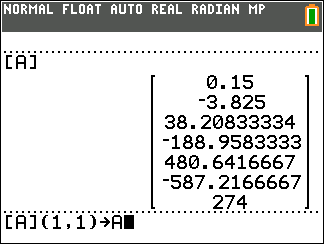 NORMAL FLOAT AUTO REAL RADIAN MP
[A]
0.15
-3.825
38.20833334
-188.9583333
480.6416667
-587.2166667
274
[A](1,1)→A